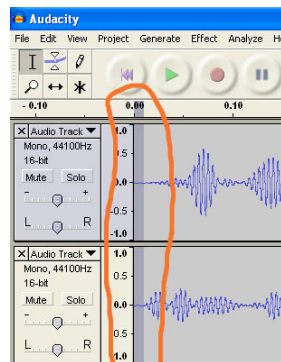 Audacity
File Edit View Project Generate Effect Analyze H
- 0.10 0.00 0.10
X Audio Track ▼
Mono, 44100Hz
16-bit
Mute Solo
- +
L R
1.0
0.5
0.0
-0.5
-1.0
X Audio Track ▼
Mono, 44100Hz
16-bit
Mute Solo
- +
L R
1.0
0.5
0.0
0.5
1.0